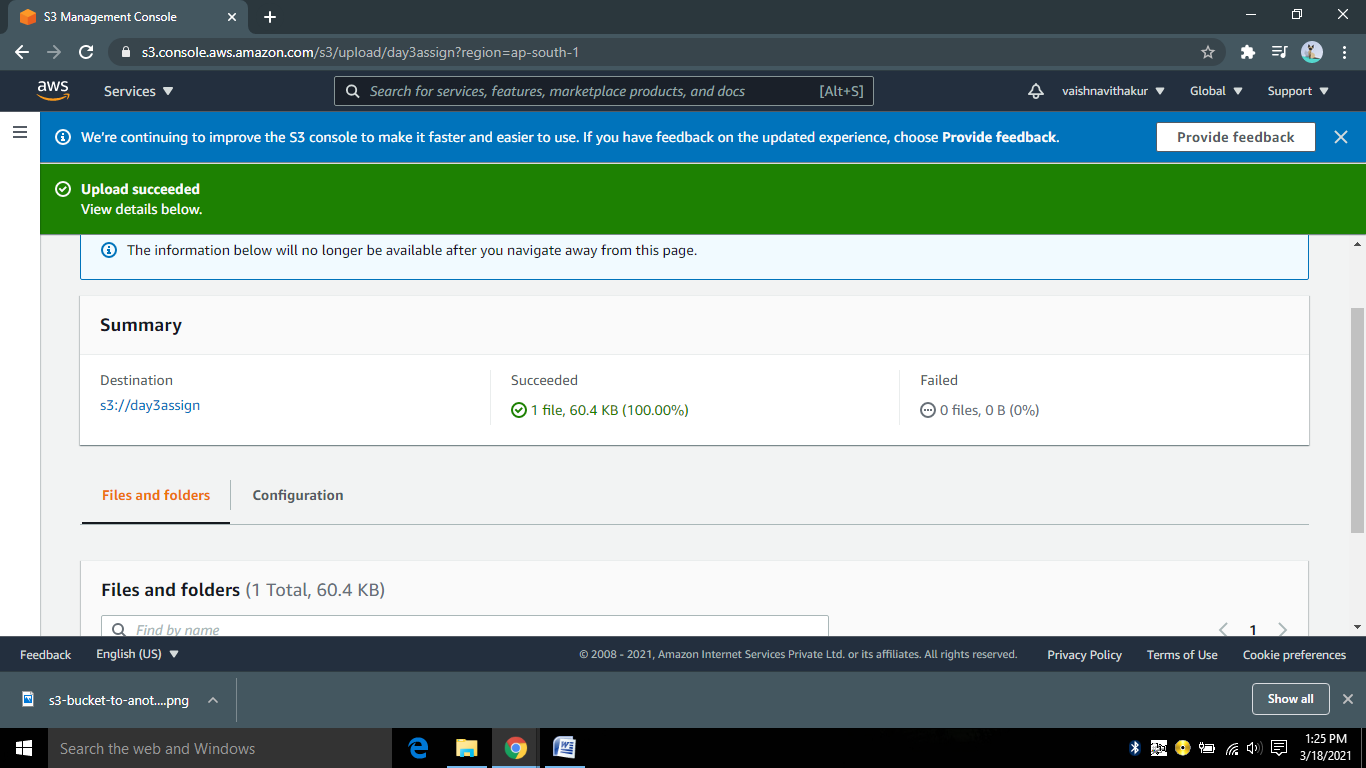 S3 Management Console
s3.console.aws.amazon.com/s3/upload/day3assign?region=ap-south-1
aws
Services
Search for services, features, marketplace products, and docs
[Alt+S]
vaishnavithakur
Global
Support
We're continuing to improve the S3 console to make it faster and easier to use. If you have feedback on the updated experience, choose Provide feedback.
Provide feedback
Upload succeeded
View details below.
The information below will no longer be available after you navigate away from this page.
Summary
Destination
s3://day3assign
Succeeded
1 file, 60.4 KB (100.00%)
Failed
0 files, 0 B (0%)
Files and folders
Configuration
Files and folders (1 Total, 60.4 KB)
Find by name
1
Feedback
English (US)
© 2008 - 2021, Amazon Internet Services Private Ltd. or its affiliates. All rights reserved.
Privacy Policy
Terms of Use
Cookie preferences
s3-bucket-to-anot....png
Show all
Search the web and Windows
1:25 PM
3/18/2021